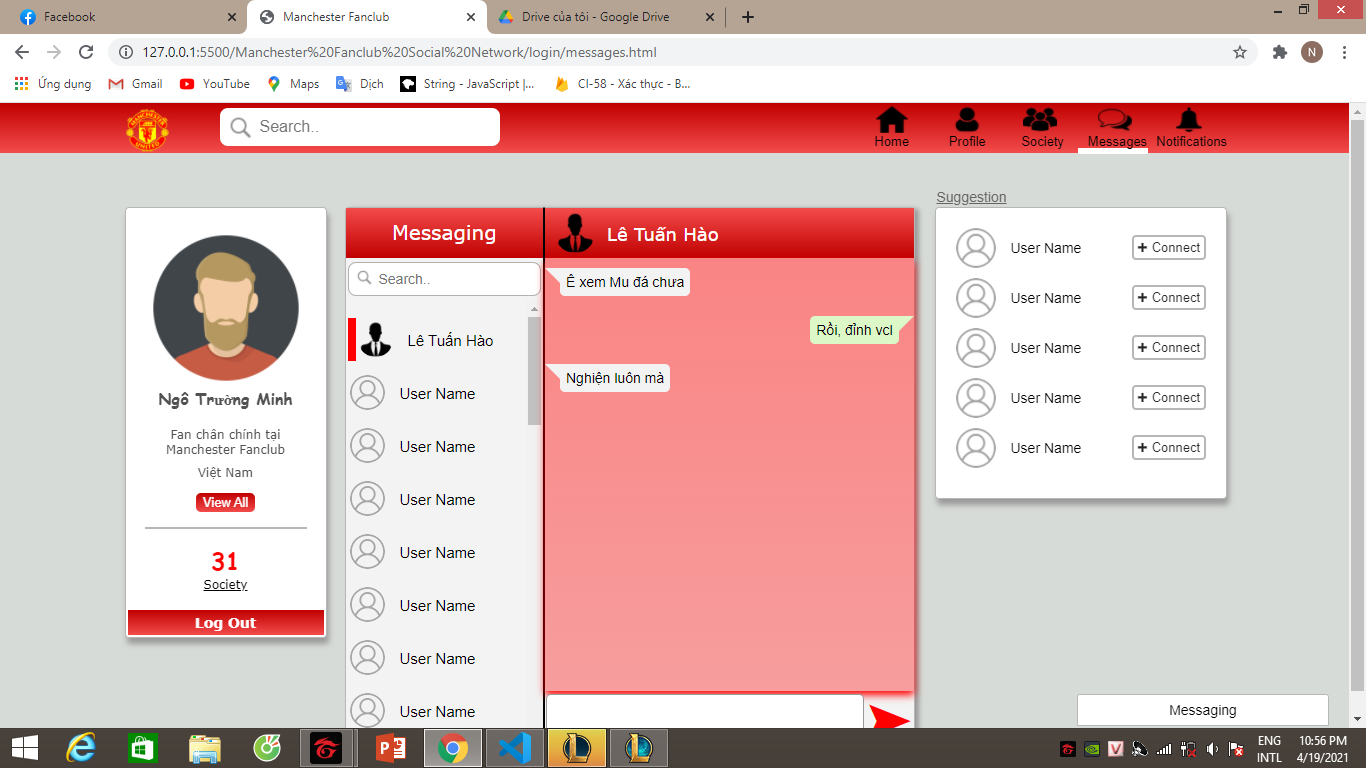 Facebook
Manchester Fanclub
Drive của tôi - Google Drive
127.0.0.1:5500/Manchester%20Fanclub%20Social%20Network/login/messages.html
N
Ứng dụng
Gmail
YouTube
Maps
Dịch
String - JavaScript |...
CI-58 - Xác thực - B...
MANCHESTER
UNITED
Search..
Home
Profile
Society
Messages
Notifications
Ngô Trường Minh
Fan chân chính tại
Manchester Fanclub
Việt Nam
View All
31
Society
Log Out
Messaging
Search..
Lê Tuấn Hào
User Name
User Name
User Name
User Name
User Name
User Name
User Name
Lê Tuấn Hào
Ê xem Mu đá chưa
Rồi, đỉnh vcl
Nghiện luôn mà
Suggestion
User Name
+ Connect
User Name
+ Connect
User Name
+ Connect
User Name
+ Connect
User Name
+ Connect
Messaging
ENG
INTL
10:56 PM
4/19/2021